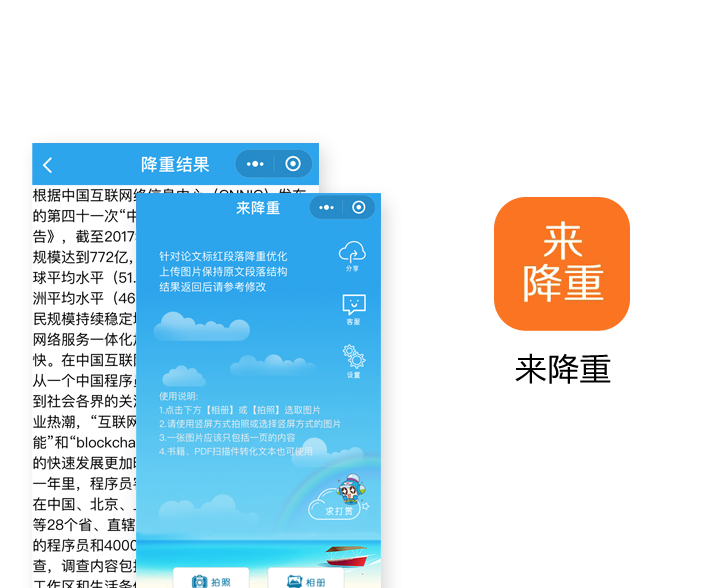 降重结果
根据中国互联网络信息中心（CNNIC）发布
的第四十一次“中
告》，截至2017
规模达到772亿，
球平均水平（51.
洲平均水平（46
民规模持续稳定
网络服务一体化
快。在中国互联
从一个中国程序
到社会各界的关
业热潮，“互联网
能”和“blockcha
的快速发展更加
一年里，程序员
在中国、北京、
等28个省、直辖
的程序员和4000
查，调查内容包
工作区和生活条
来降重
针对论文标红段落降重优化
上传图片保持原文段落结构
结果返回后请参考修改
分享
客服
设置
使用说明:
1.点击下方【相册】或【拍照】选取图片
2.请使用竖屏方式拍照或选择竖屏方式的图片
3.一张图片应该只包括一页的内容
4.书籍、PDF扫描件转化文本也可使用
求打赏
拍照
相册
来
降重
来降重